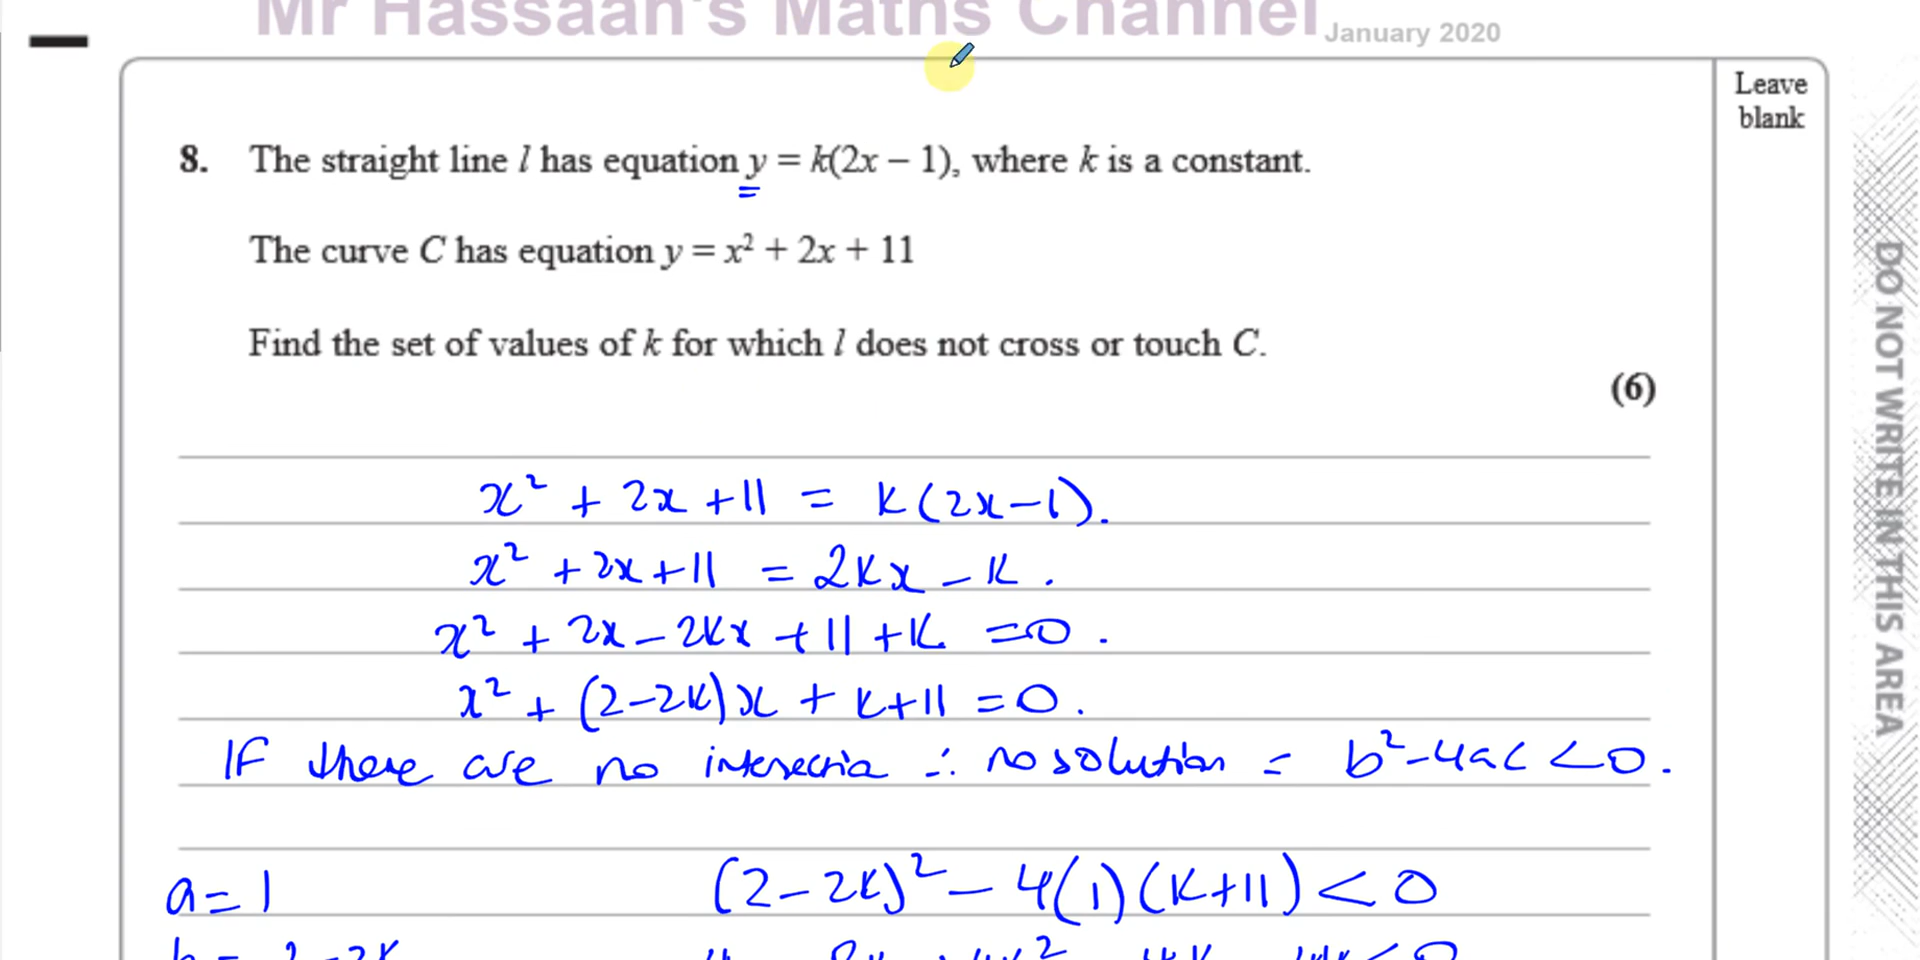 Mr Hassaan's Maths Channel
January 2020
Leave
blank
8. The straight line l has equation y = k(2x − 1), where k is a constant.
The curve C has equation y = x² + 2x + 11
Find the set of values of k for which l does not cross or touch C.
(6)
x² + 2x + 11 = k(2x−1).
x² + 2x + 11 = 2kx − k.
x² + 2x − 2kx + 11 + k = 0.
x² + (2−2k)x + k+11 = 0.
IF there are no ∴ no solution = b²−4ac < 0.
a = 1
(2−2k)² − 4(1)(k+11) < 0
b = 2−2k
DO NOT WRITE IN THIS AREA